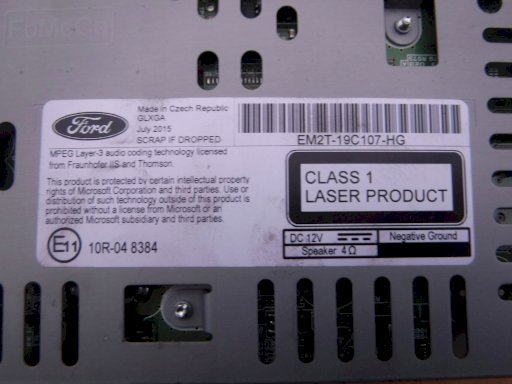 FoMoCo
Ford
Made in Czech Republic
GLXGA
July 2015
SCRAP IF DROPPED
EM2T-19C107-HG
MPEG Layer-3 audio coding technology licensed
from Fraunhofer IIS and Thomson.
This product is protected by certain intellectual property
rights of Microsoft Corporation and third parties. Use or
distribution of such technology outside of this product is
prohibited without a license from Microsoft or an
authorized Microsoft subsidiary and third parties.
CLASS 1
LASER PRODUCT
E11 10R-04 8384
DC 12V Negative Ground
Speaker 4Ω